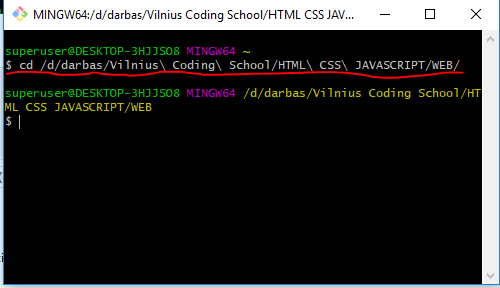 MINGW64:/d/darbas/Vilnius Coding School/HTML CSS JAV...
superuser@DESKTOP-3HJJSO8 MINGW64 ~
$ cd /d/darbas/Vilnius\ Coding\ School/HTML\ CSS\ JAVASCRIPT/WEB/
superuser@DESKTOP-3HJJSO8 MINGW64 /d/darbas/Vilnius Coding School/HT
ML CSS JAVASCRIPT/WEB
$